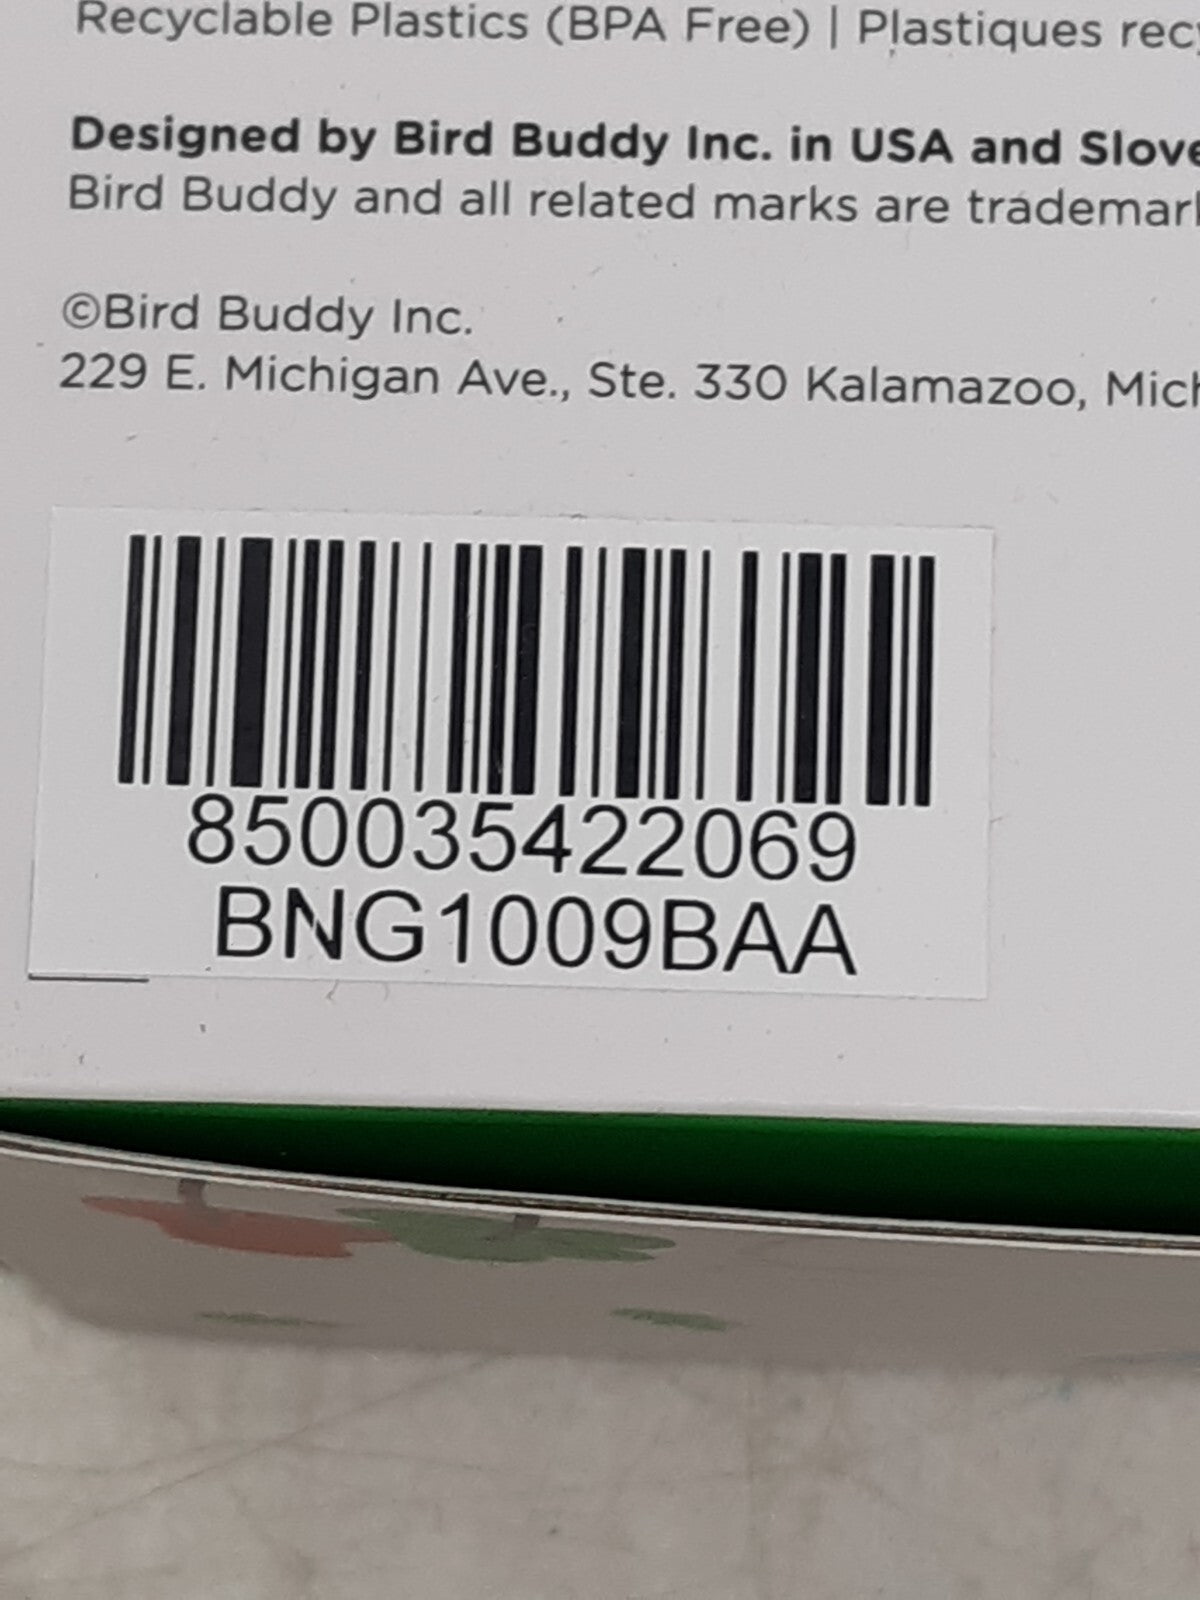 Recyclable Plastics (BPA Free) | Plastiques
Designed by Bird Buddy Inc. in USA and
Bird Buddy and all related marks are
©Bird Buddy Inc.
229 E. Michigan Ave., Ste. 330 Kalamazoo,
850035422069
BNG1009BAA